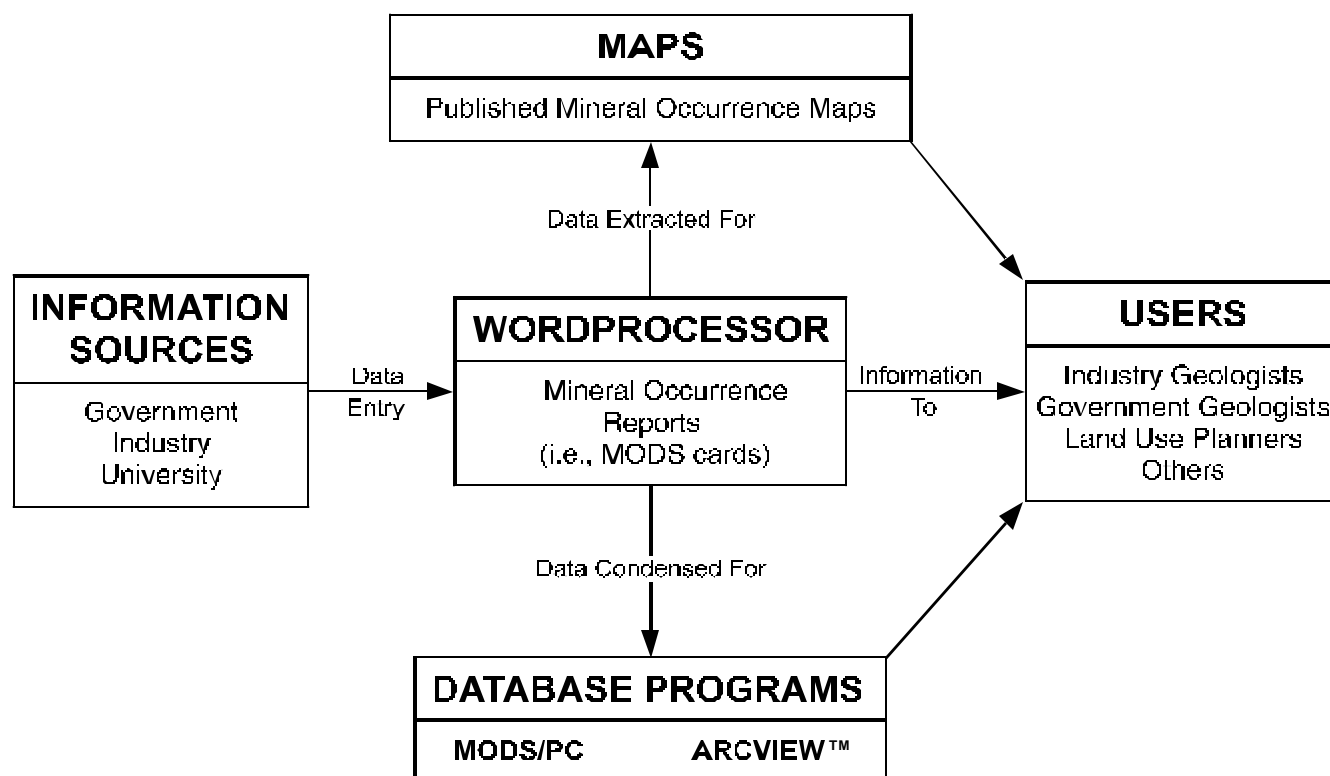 MAPS
Published Mineral Occurrence Maps
Data Extracted For
INFORMATION
SOURCES
Government
Industry
University
Data
Entry
WORDPROCESSOR
Mineral Occurrence
Reports
(i.e., MODS cards)
Information
To
USERS
Industry Geologists
Government Geologists
Land Use Planners
Others
Data Condensed For
DATABASE PROGRAMS
MODS/PC ARCVIEW™